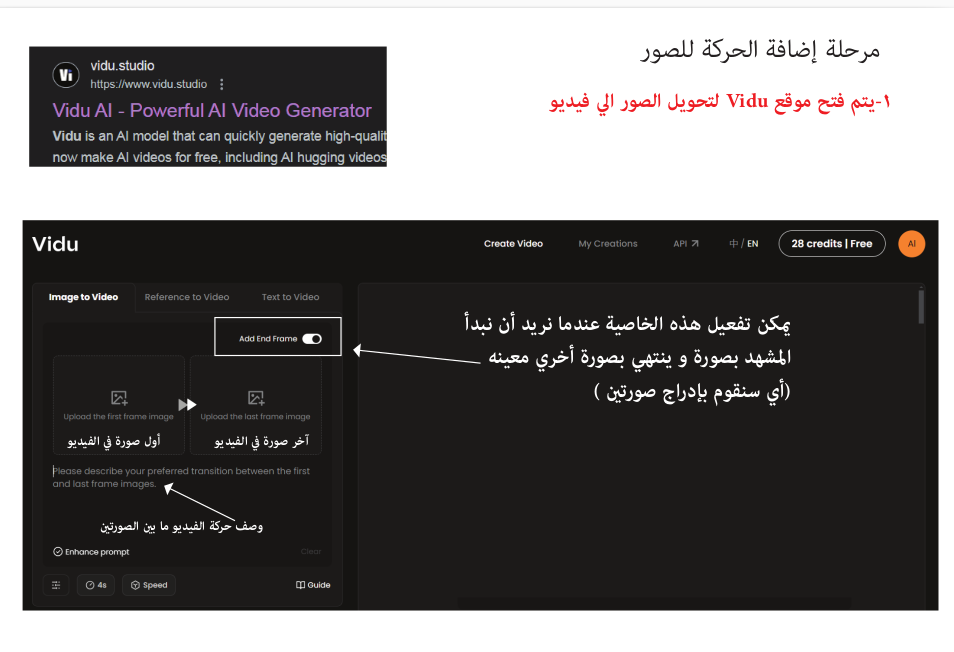 مرحلة إضافة الحركة للصور
١-يتم فتح موقع Vidu لتحويل الصور الي فيديو
vidu.studio
https://www.vidu.studio
Vidu AI - Powerful AI Video Generator
Vidu is an AI model that can quickly generate high-qualit
now make AI videos for free, including AI hugging videos
Vidu
Create Video
My Creations
API
中 / EN
28 credits | Free
AI
Image to Video
Reference to Video
Text to Video
Add End Frame
يمكن تفعيل هذه الخاصية عندما نريد أن نبدأ
المشهد بصورة و ينتهي بصورة أخري معينه
(أي سنقوم بإدراج صورتين )
Upload the first frame image
Upload the last frame image
أول صورة في الفيديو
آخر صورة في الفيديو
Please describe your preferred transition between the first
and last frame images.
وصف حركة الفيديو ما بين الصورتين
Enhance prompt
Clear
4s
Speed
Guide